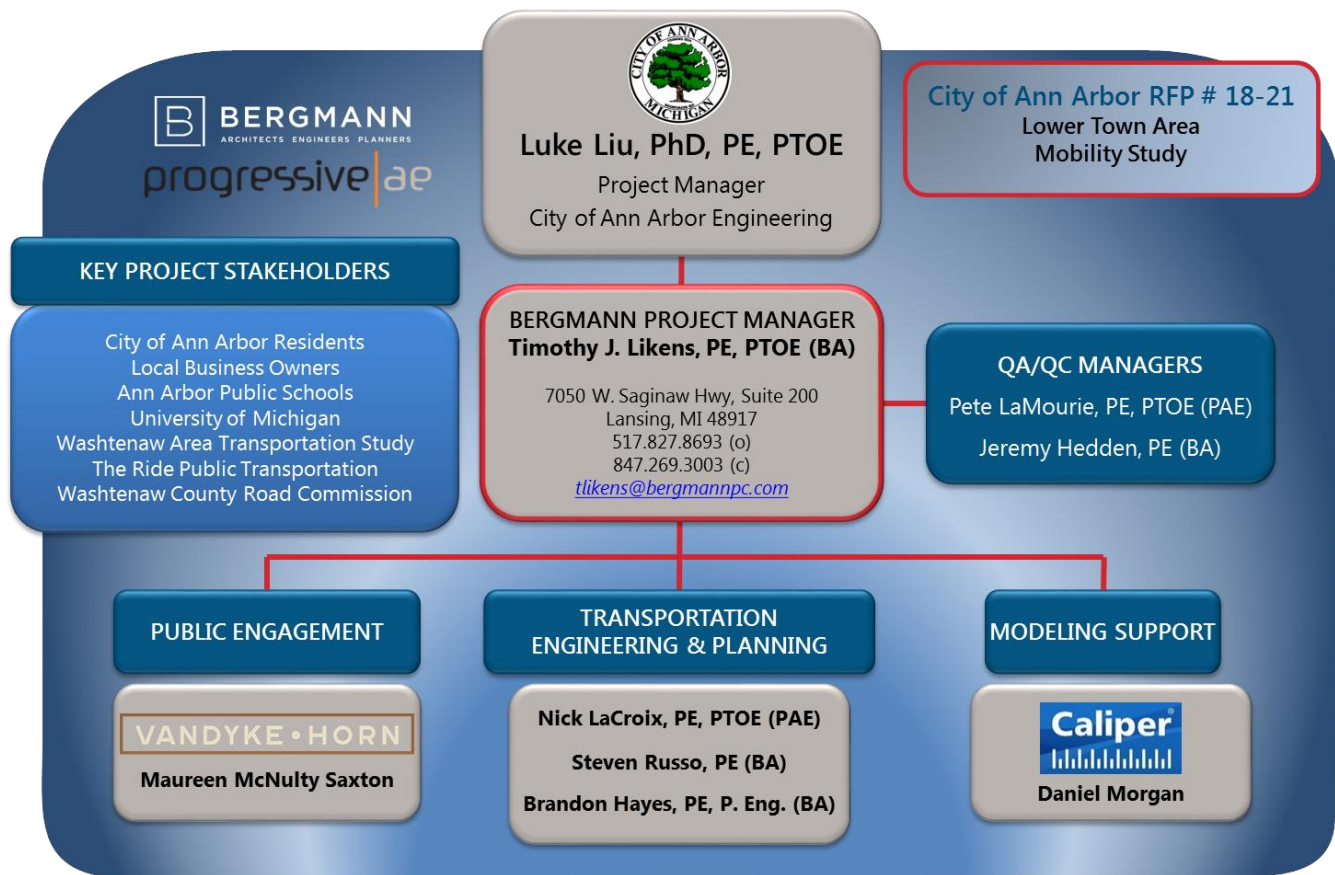 CITY OF ANN ARBOR
MICHIGAN
Luke Liu, PhD, PE, PTOE
Project Manager
City of Ann Arbor Engineering
B BERGMANN
ARCHITECTS ENGINEERS PLANNERS
progressive|ae
City of Ann Arbor RFP # 18-21
Lower Town Area
Mobility Study
KEY PROJECT STAKEHOLDERS
City of Ann Arbor Residents
Local Business Owners
Ann Arbor Public Schools
University of Michigan
Washtenaw Area Transportation Study
The Ride Public Transportation
Washtenaw County Road Commission
BERGMANN PROJECT MANAGER
Timothy J. Likens, PE, PTOE (BA)
7050 W. Saginaw Hwy, Suite 200
Lansing, MI 48917
517.827.8693 (o)
847.269.3003 (c)
tlikens@bergmannpc.com
QA/QC MANAGERS
Pete LaMourie, PE, PTOE (PAE)
Jeremy Hedden, PE (BA)
PUBLIC ENGAGEMENT
VANDYKE • HORN
Maureen McNulty Saxton
TRANSPORTATION
ENGINEERING & PLANNING
Nick LaCroix, PE, PTOE (PAE)
Steven Russo, PE (BA)
Brandon Hayes, PE, P. Eng. (BA)
MODELING SUPPORT
Caliper®
Daniel Morgan